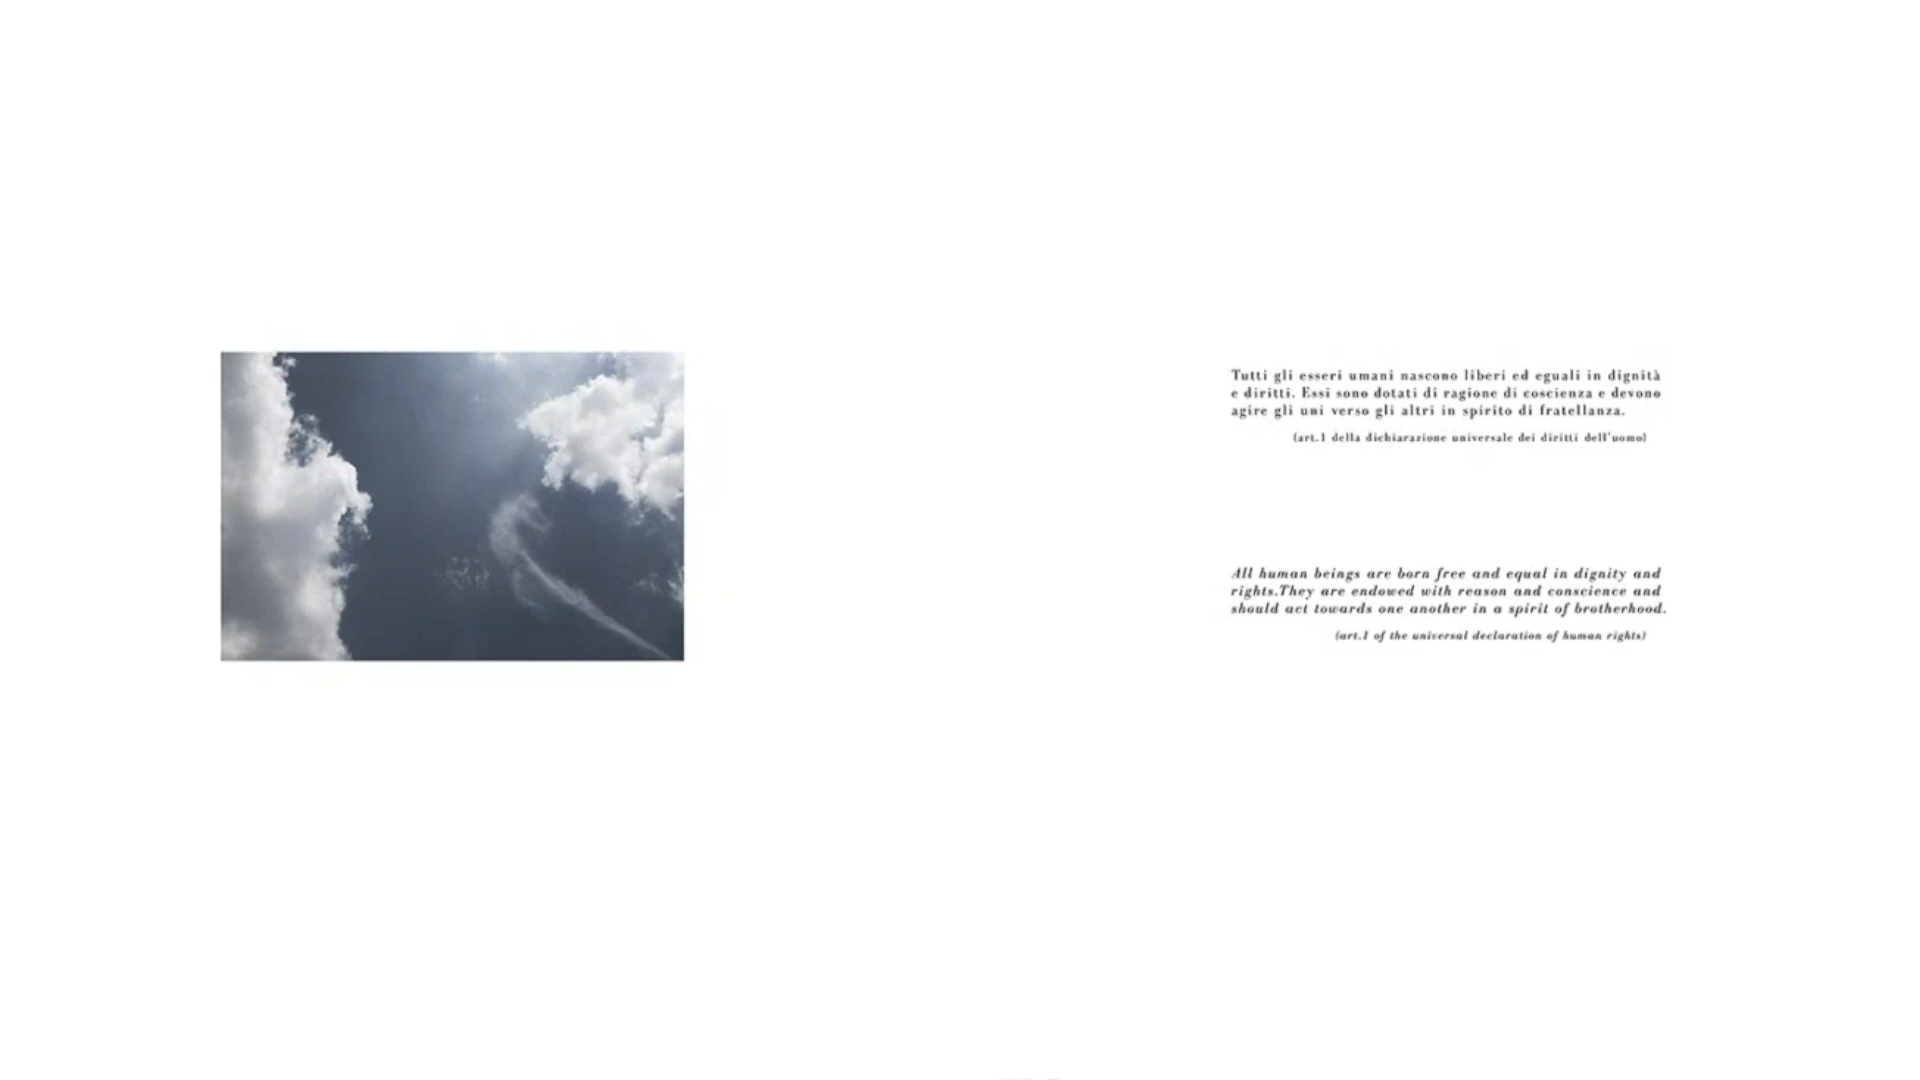 Tutti gli esseri umani nascono liberi ed eguali in dignità
e diritti. Essi sono dotati di ragione di coscienza e devono
agire gli uni verso gli altri in spirito di fratellanza.
(art.1 della dichiarazione universale dei diritti dell'uomo)
All human beings are born free and equal in dignity and
rights.They are endowed with reason and conscience and
should act towards one another in a spirit of brotherhood.
(art.1 of the universal declaration of human rights)